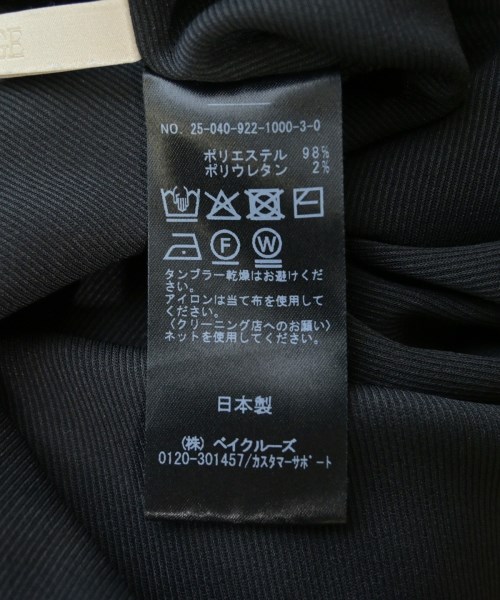 NO. 25-040-922-1000-3-0
ポリエステル 98%
ポリウレタン 2%
F W
タンブラー乾燥はお避けくだ
さい。
アイロンは当て布を使用して
ください。
〈クリーニング店へのお願い〉
ネットを使用してください。
日本製
(株) ベイクルーズ
0120-301457/カスタマーサポート